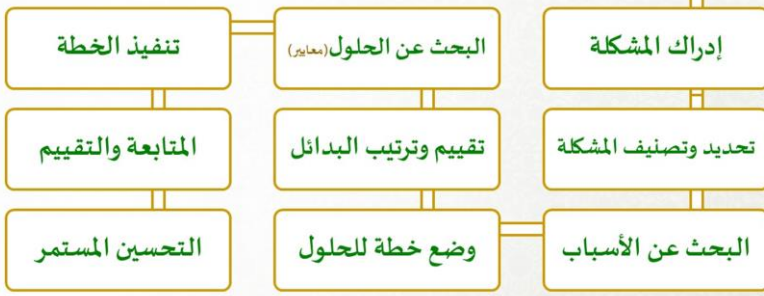 إدراك المشكلة
تحديد وتصنيف المشكلة
البحث عن الأسباب
البحث عن الحلول (معايير)
تقييم وترتيب البدائل
وضع خطة للحلول
تنفيذ الخطة
المتابعة والتقييم
التحسين المستمر